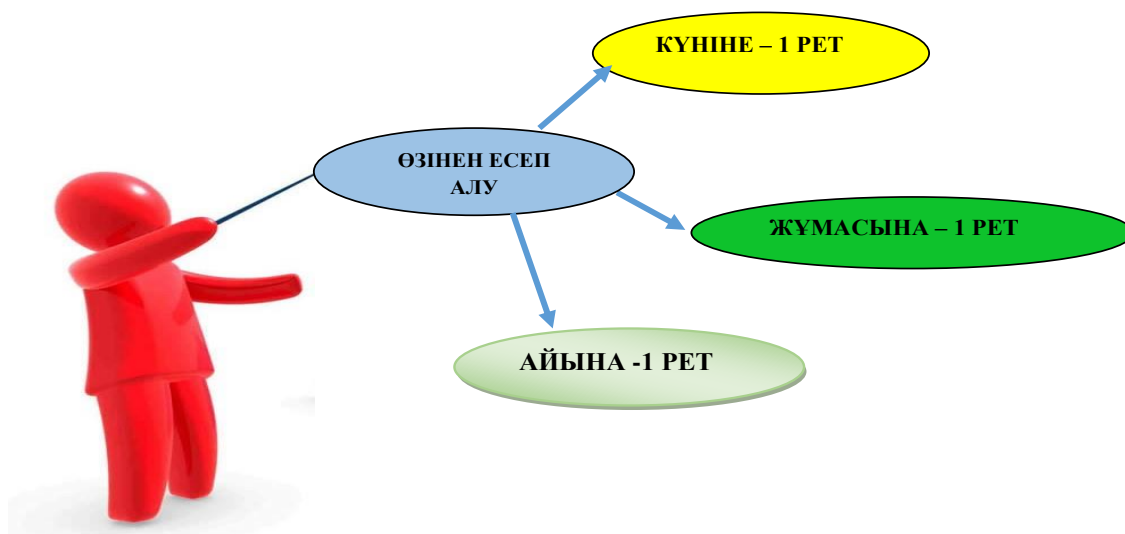 КҮНІНЕ – 1 РЕТ
ӨЗІНЕН ЕСЕП
АЛУ
ЖҰМАСЫНА – 1 РЕТ
АЙЫНА -1 РЕТ